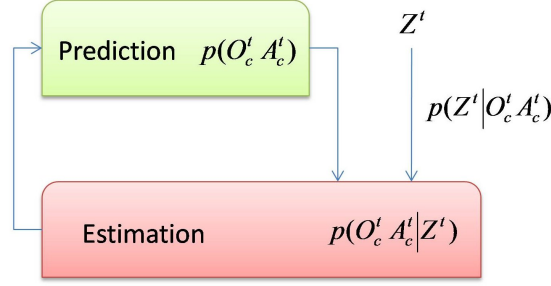 Prediction p(O_c^t A_c^t)
Z^t
p(Z^t|O_c^t A_c^t)
Estimation p(O_c^t A_c^t|Z^t)